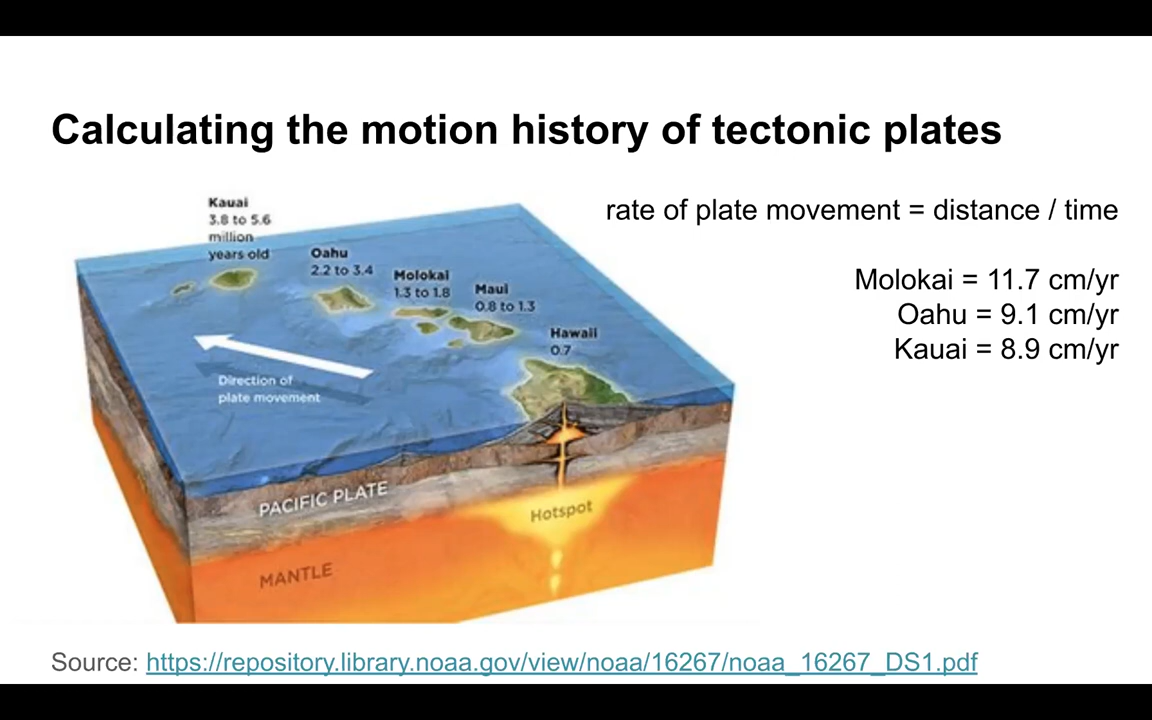 Calculating the motion history of tectonic plates
rate of plate movement = distance / time
Molokai = 11.7 cm/yr
Oahu = 9.1 cm/yr
Kauai = 8.9 cm/yr
Kauai
3.8 to 5.6
million
years old
Oahu
2.2 to 3.4
Molokai
1.3 to 1.8
Maui
0.8 to 1.3
Hawaii
0.7
Direction of
plate movement
PACIFIC PLATE
Hotspot
MANTLE
Source: https://repository.library.noaa.gov/view/noaa/16267/noaa_16267_DS1.pdf